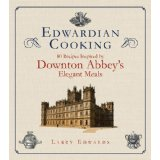 EDWARDIAN
COOKING
80 Recipes Inspired by
DOWNTON ABBEY'S
Elegant Meals
LARRY EDWARDS